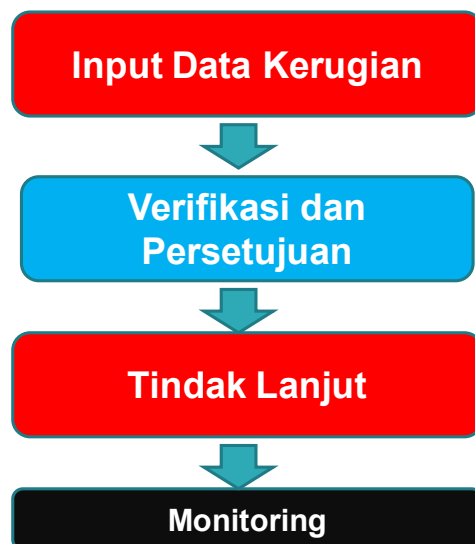 Input Data Kerugian
Verifikasi dan
Persetujuan
Tindak Lanjut
Monitoring